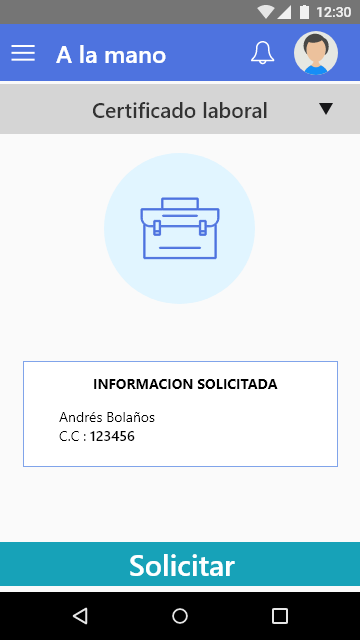 12:30
A la mano
Certificado laboral
INFORMACION SOLICITADA
Andrés Bolaños
C.C : 123456
Solicitar